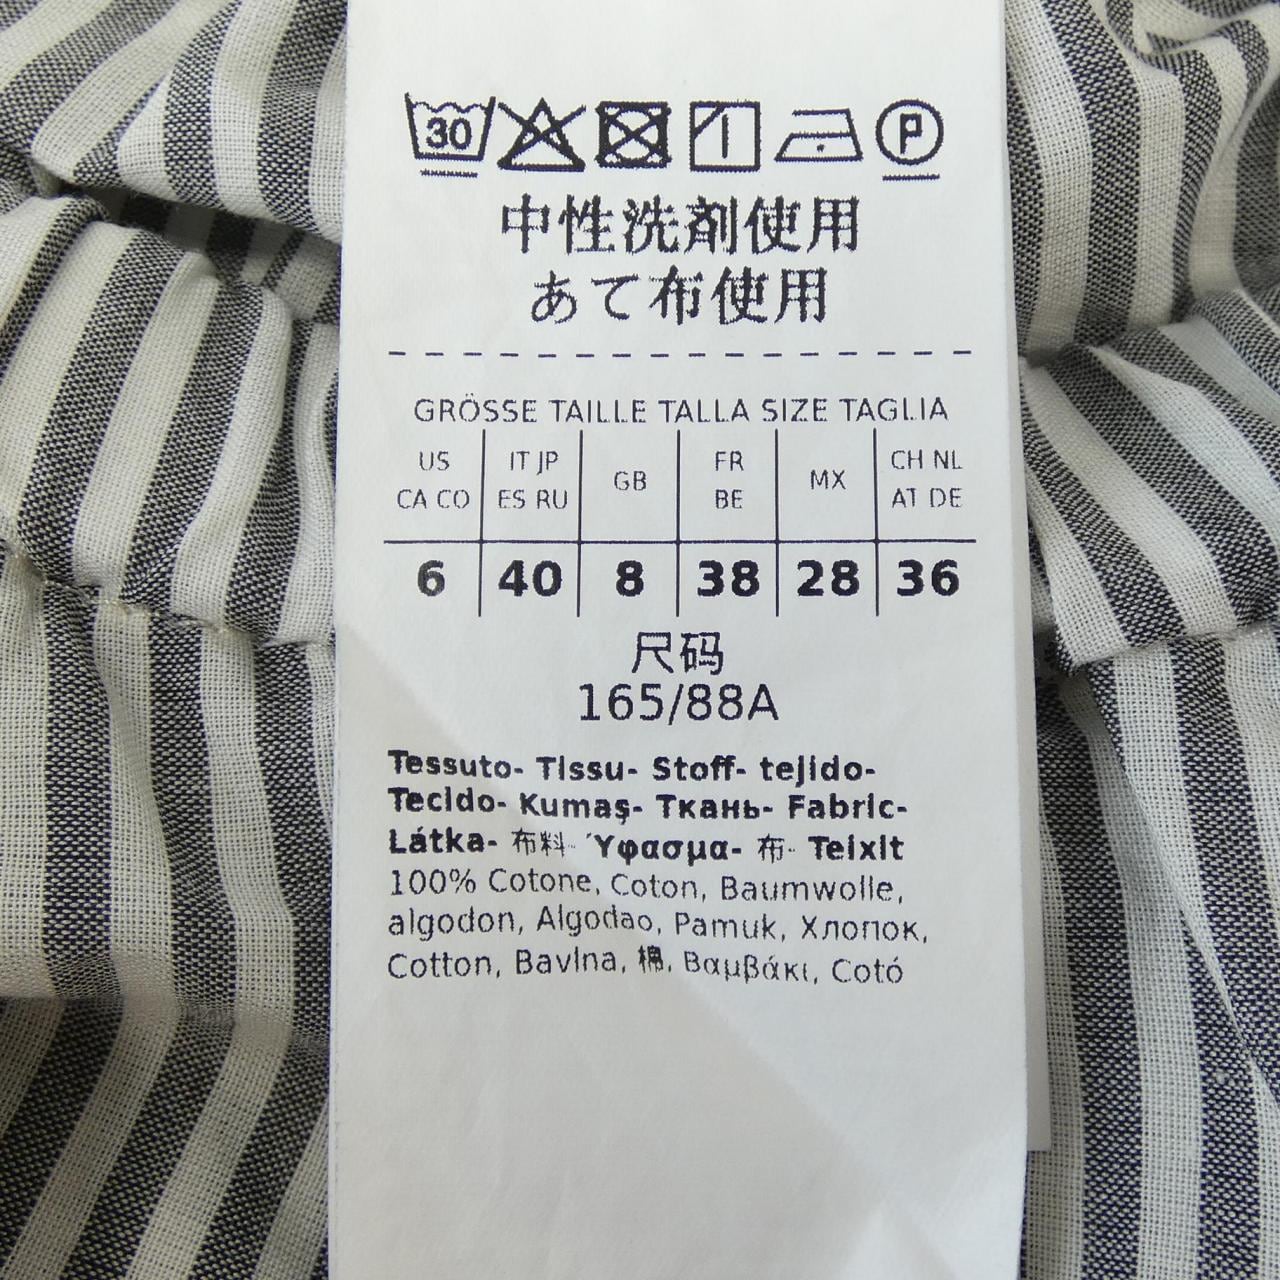 30 P
中性洗剤使用
あて布使用
GRÖSSE TAILLE TALLA SIZE TAGLIA
US CA CO
IT JP ES RU
GB
FR BE
MX
CH NL AT DE
6 40 8 38 28 36
尺码
165/88A
Tessuto- Tissu- Stoff- tejido-
Tecido- Kumaş- Ткань- Fabric-
Látka- 布料- Ύφασμα- 布- Teixit
100% Cotone, Coton, Baumwolle,
algodon, Algodao, Pamuk, Хлопок,
Cotton, Bavlna, 棉, Βαμβάκι, Cotó